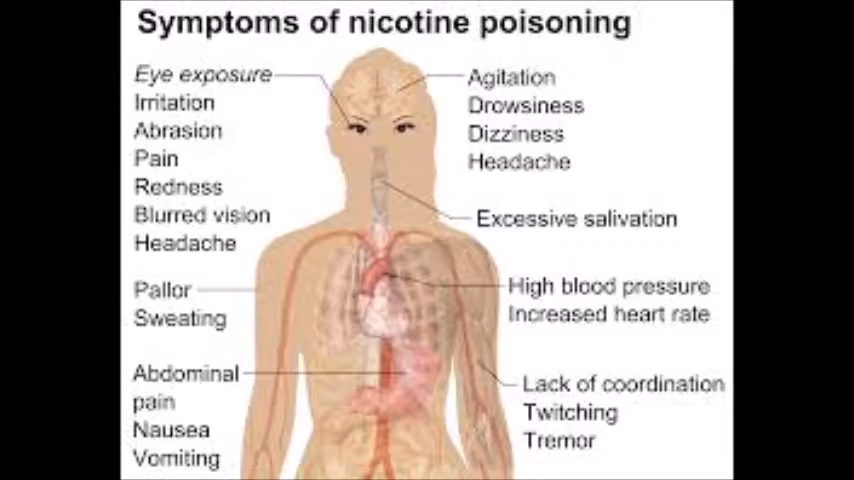 Symptoms of nicotine poisoning
Eye exposure
Irritation
Abrasion
Pain
Redness
Blurred vision
Headache
Pallor
Sweating
Abdominal
pain
Nausea
Vomiting
Agitation
Drowsiness
Dizziness
Headache
Excessive salivation
High blood pressure
Increased heart rate
Lack of coordination
Twitching
Tremor